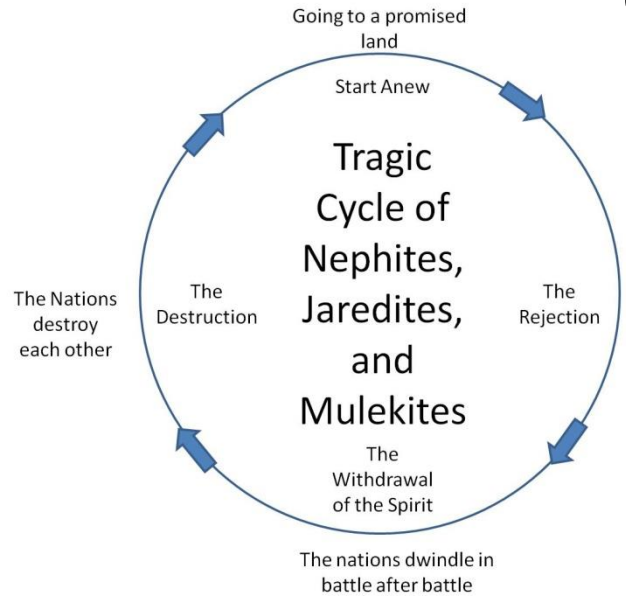 Going to a promised
land
Start Anew
Tragic
Cycle of
Nephites,
Jaredites,
and
Mulekites
The
Rejection
The
Withdrawal
of the Spirit
The nations dwindle in
battle after battle
The
Destruction
The Nations
destroy
each other